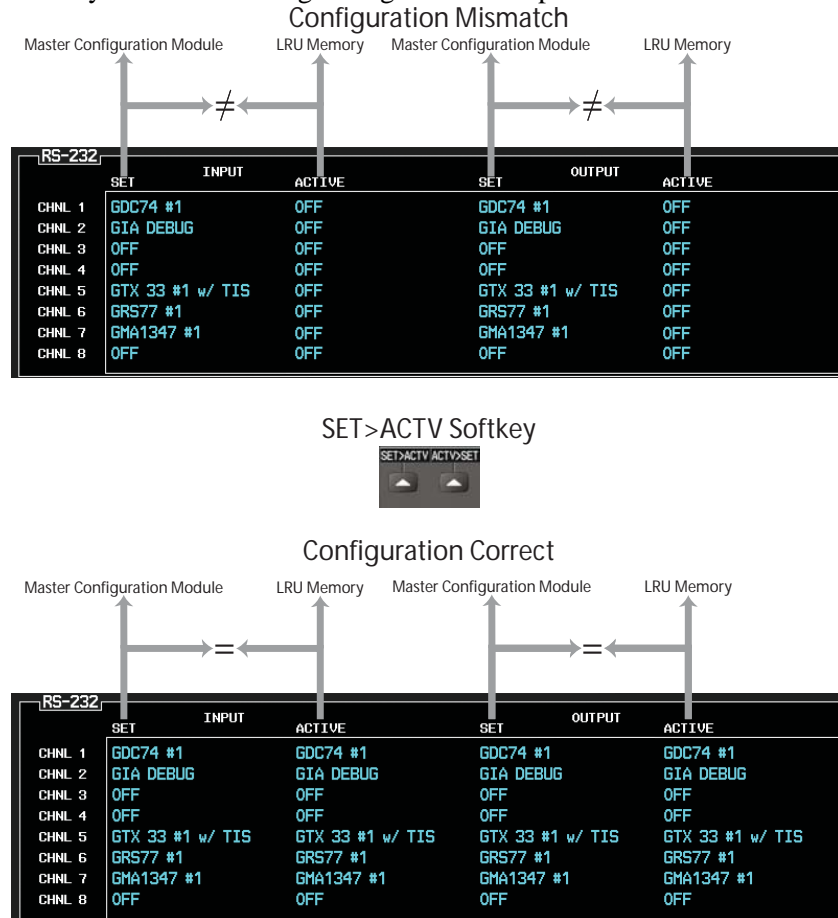 Configuration Mismatch
Master Configuration Module LRU Memory Master Configuration Module LRU Memory
≠ ≠
RS-232
INPUT OUTPUT
SET ACTIVE SET ACTIVE
CHNL 1 GDC74 #1 OFF GDC74 #1 OFF
CHNL 2 GIA DEBUG OFF GIA DEBUG OFF
CHNL 3 OFF OFF OFF OFF
CHNL 4 OFF OFF OFF OFF
CHNL 5 GTX 33 #1 w/ TIS OFF GTX 33 #1 w/ TIS OFF
CHNL 6 GRS77 #1 OFF GRS77 #1 OFF
CHNL 7 GMA1347 #1 OFF GMA1347 #1 OFF
CHNL 8 OFF OFF OFF OFF
SET>ACTV Softkey
SET>ACTV ACTV>SET
Configuration Correct
Master Configuration Module LRU Memory Master Configuration Module LRU Memory
= =
RS-232
INPUT OUTPUT
SET ACTIVE SET ACTIVE
CHNL 1 GDC74 #1 GDC74 #1 GDC74 #1 GDC74 #1
CHNL 2 GIA DEBUG GIA DEBUG GIA DEBUG GIA DEBUG
CHNL 3 OFF OFF OFF OFF
CHNL 4 OFF OFF OFF OFF
CHNL 5 GTX 33 #1 w/ TIS GTX 33 #1 w/ TIS GTX 33 #1 w/ TIS GTX 33 #1 w/ TIS
CHNL 6 GRS77 #1 GRS77 #1 GRS77 #1 GRS77 #1
CHNL 7 GMA1347 #1 GMA1347 #1 GMA1347 #1 GMA1347 #1
CHNL 8 OFF OFF OFF OFF